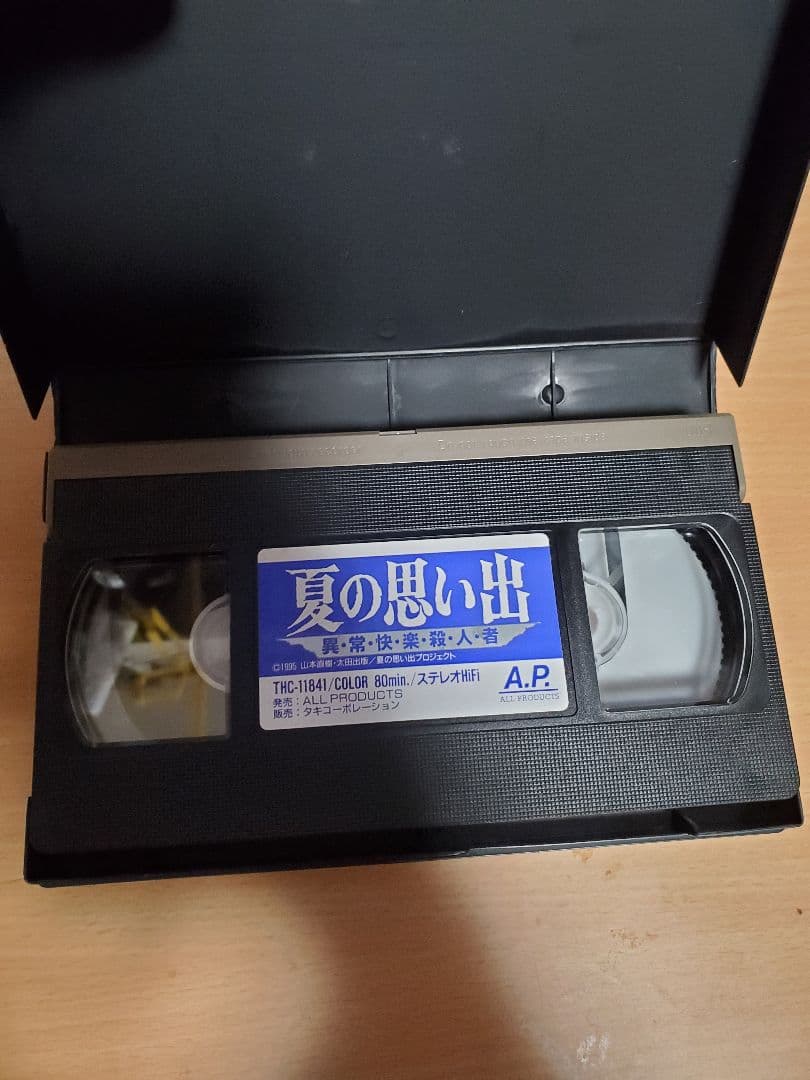 夏の思い出
異・常・快・楽・殺・人・者
©1995 山本直樹・太田出版/夏の思い出プロジェクト
THC-11841/COLOR 80min./ステレオHiFi
発売:ALL PRODUCTS
販売:タキコーポレーション
A.P.
ALL PRODUCTS